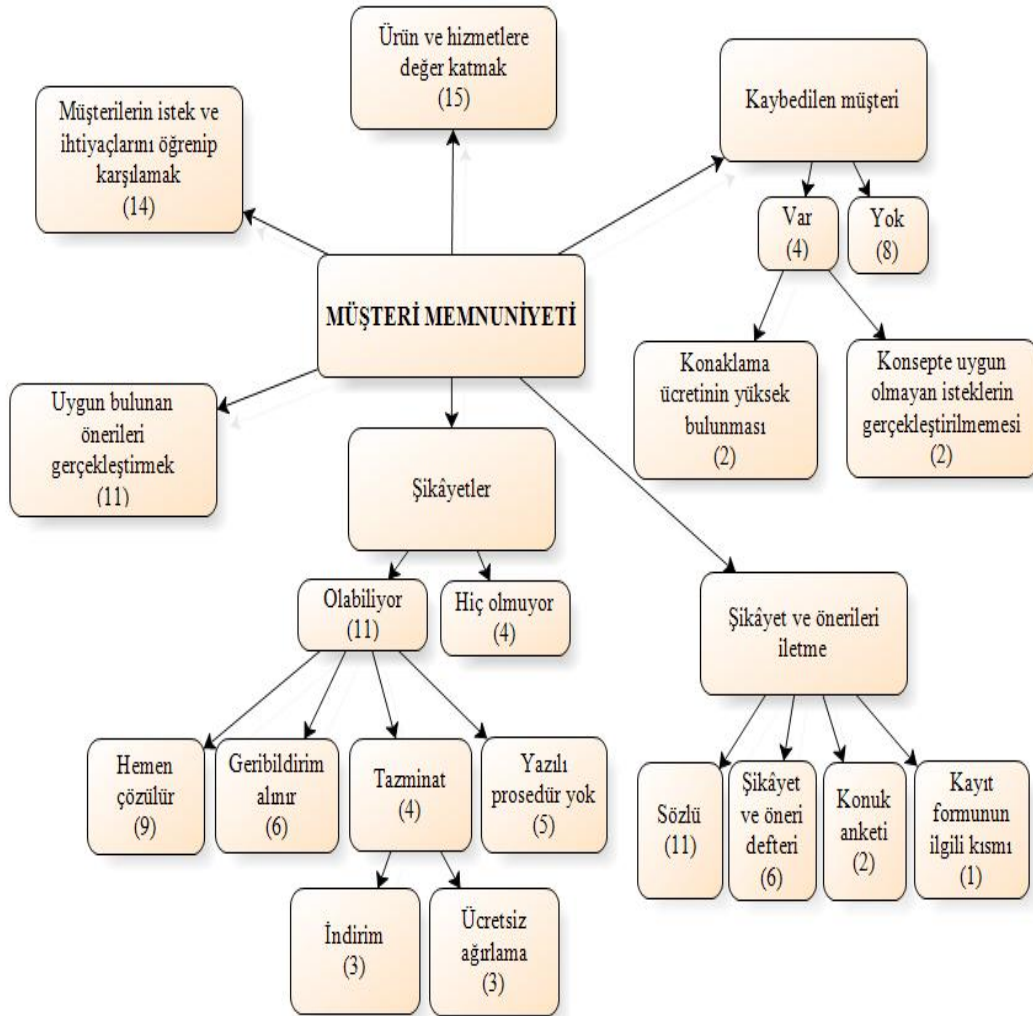 Ürün ve hizmetlere
değer katmak
(15)
Müşterilerin istek ve
ihtiyaçlarını öğrenip
karşılamak
(14)
Kaybedilen müşteri
Var
(4)
Yok
(8)
MÜŞTERİ MEMNUNİYETİ
Konaklama
ücretinin yüksek
bulunması
(2)
Konsepte uygun
olmayan isteklerin
gerçekleştirilmemesi
(2)
Uygun bulunan
önerileri
gerçekleştirmek
(11)
Şikâyetler
Olabiliyor
(11)
Hiç olmuyor
(4)
Şikâyet ve önerileri
iletme
Hemen
çözülür
(9)
Geribildirim
alınır
(6)
Tazminat
(4)
Yazılı
prosedür yok
(5)
Sözlü
(11)
Şikâyet
ve öneri
defteri
(6)
Konuk
anketi
(2)
Kayıt
formunun
ilgili kısmı
(1)
İndirim
(3)
Ücretsiz
ağırlama
(3)